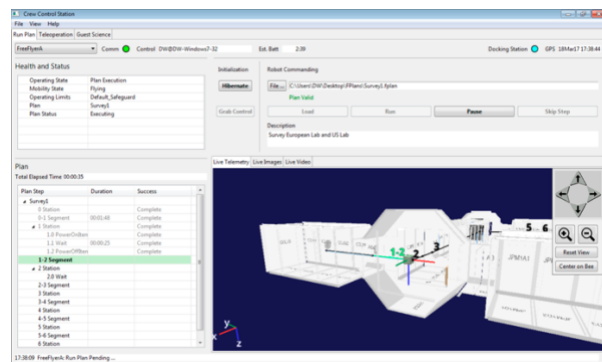 Crew Control Station
File View Help
Run Plan Teleoperation Guest Science
FreeFlyerA Comm Control DW@DW-Windows7-32 Est. Batt 2:39 Docking Station GPS 18Mar17 17:38:44
Health and Status
Operating State Plan Execution
Mobility State Flying
Operating Limits Default_Safeguard
Plan Survey1
Plan Status Executing
Initialization
Hibernate
Grab Control
Robot Commanding
File... C:\Users\DW\Desktop\FPlans\Survey1.fplan
Plan Valid
Load Run Pause Skip Step
Description
Survey European Lab and US Lab
Plan
Total Elapsed Time 00:00:35
Plan Step Duration Success
Survey1
0 Station Complete
0-1 Segment 00:01:48 Complete
1 Station Complete
1.0 PowerOnItem Complete
1.1 Wait 00:00:25 Complete
1.2 PowerOffItem Complete
1-2 Segment
2 Station
2.0 Wait
2-3 Segment
3 Station
3-4 Segment
4 Station
4-5 Segment
5 Station
5-6 Segment
6 Station
Live Telemetry Live Images Live Video
1-2 2 3 5 6
JPM1A1
y
x
z
Reset View
Center on Bee
17:38:09 FreeFlyerA: Run Plan Pending ...